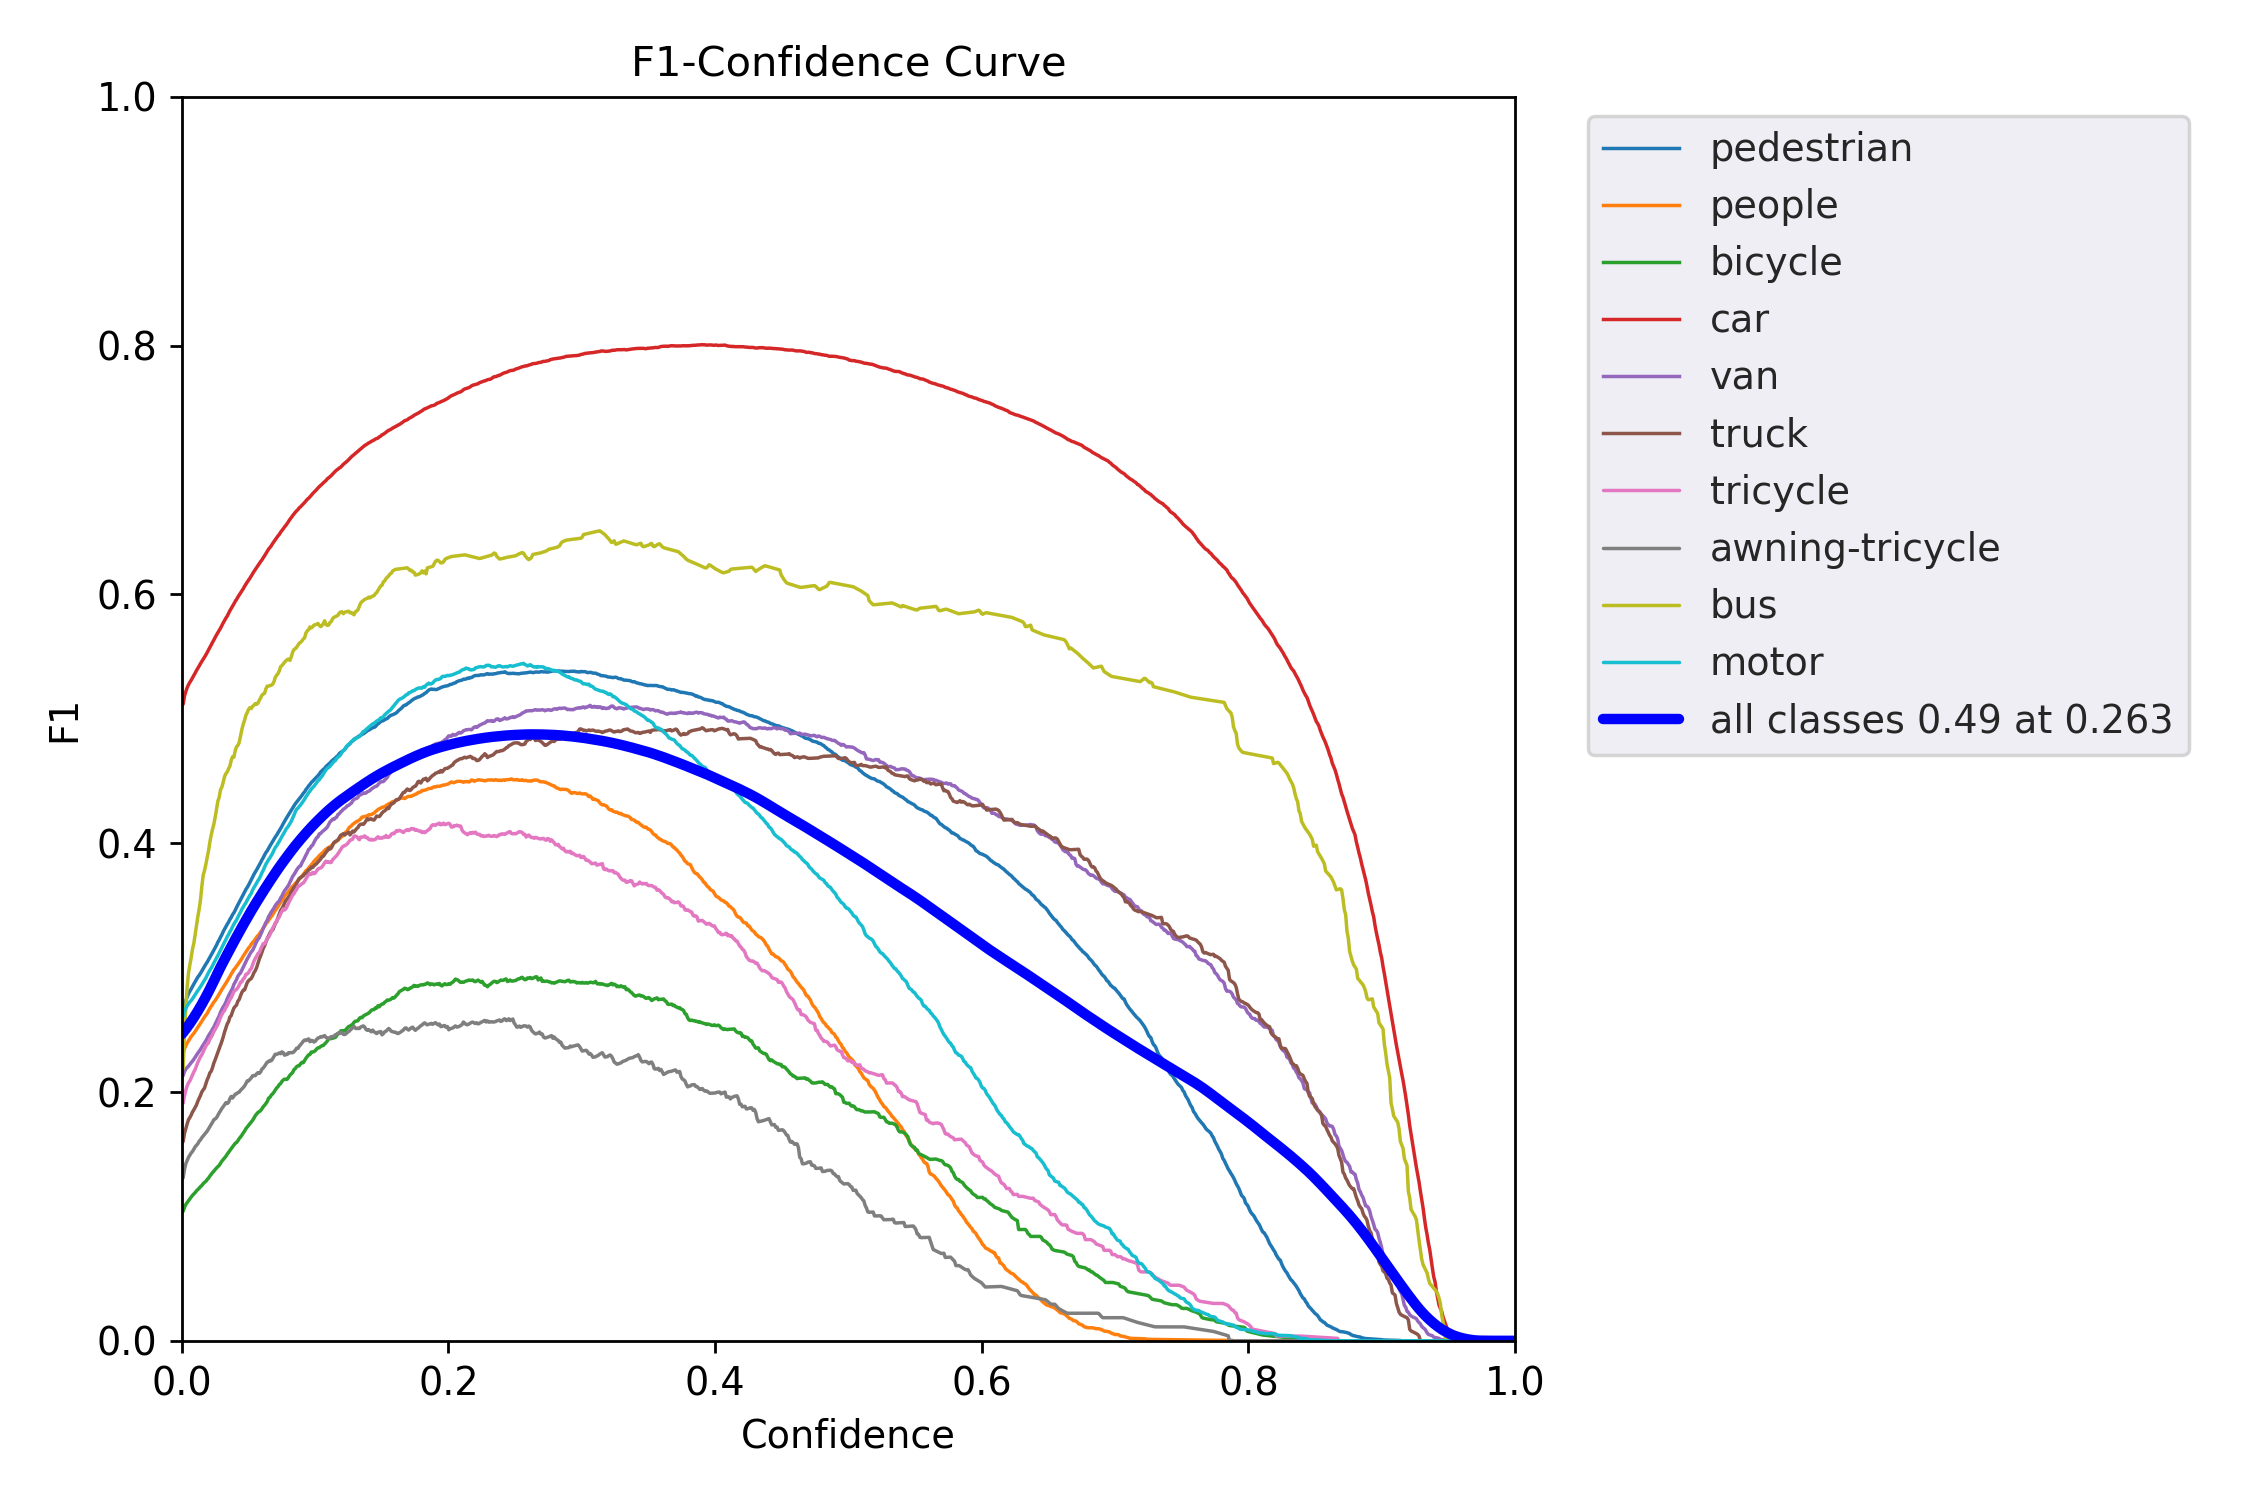 F1-Confidence Curve
1.0
0.8
0.6
0.4
0.2
0.0
F1
0.0 0.2 0.4 0.6 0.8 1.0
Confidence
pedestrian
people
bicycle
car
van
truck
tricycle
awning-tricycle
bus
motor
all classes 0.49 at 0.263